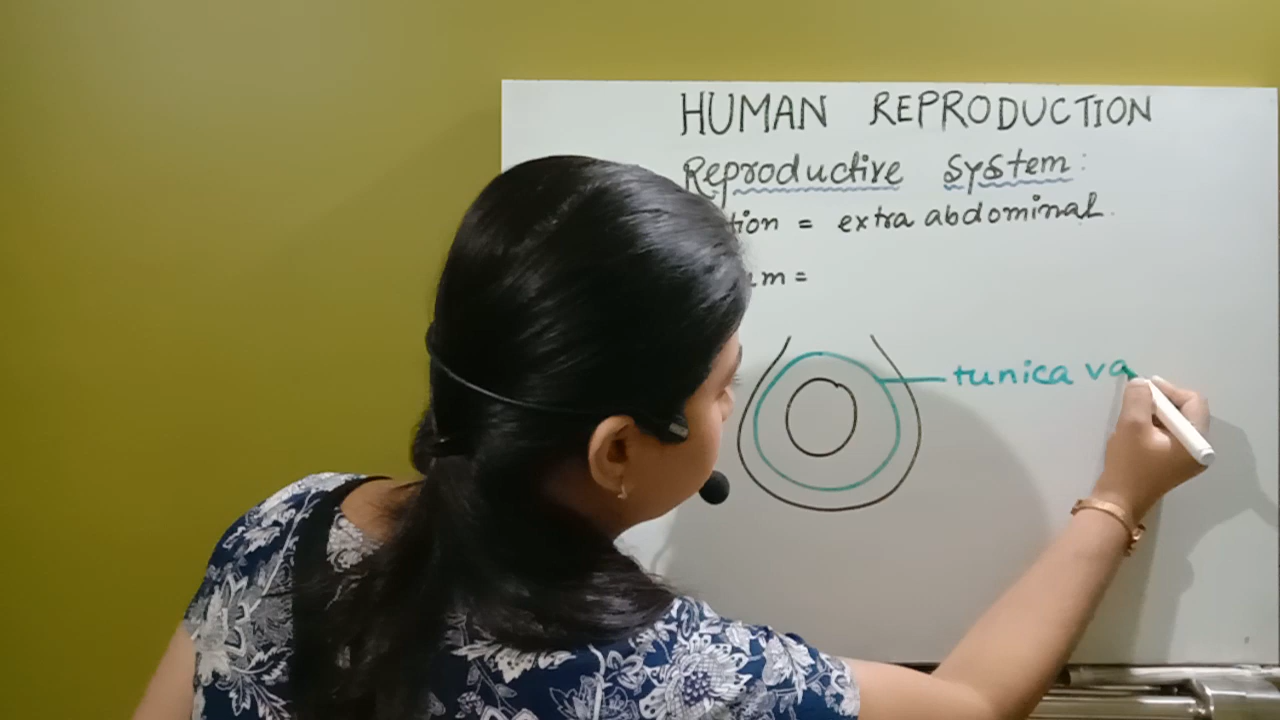 HUMAN REPRODUCTION
Reproductive System:
= extra abdominal.
=
tunica va